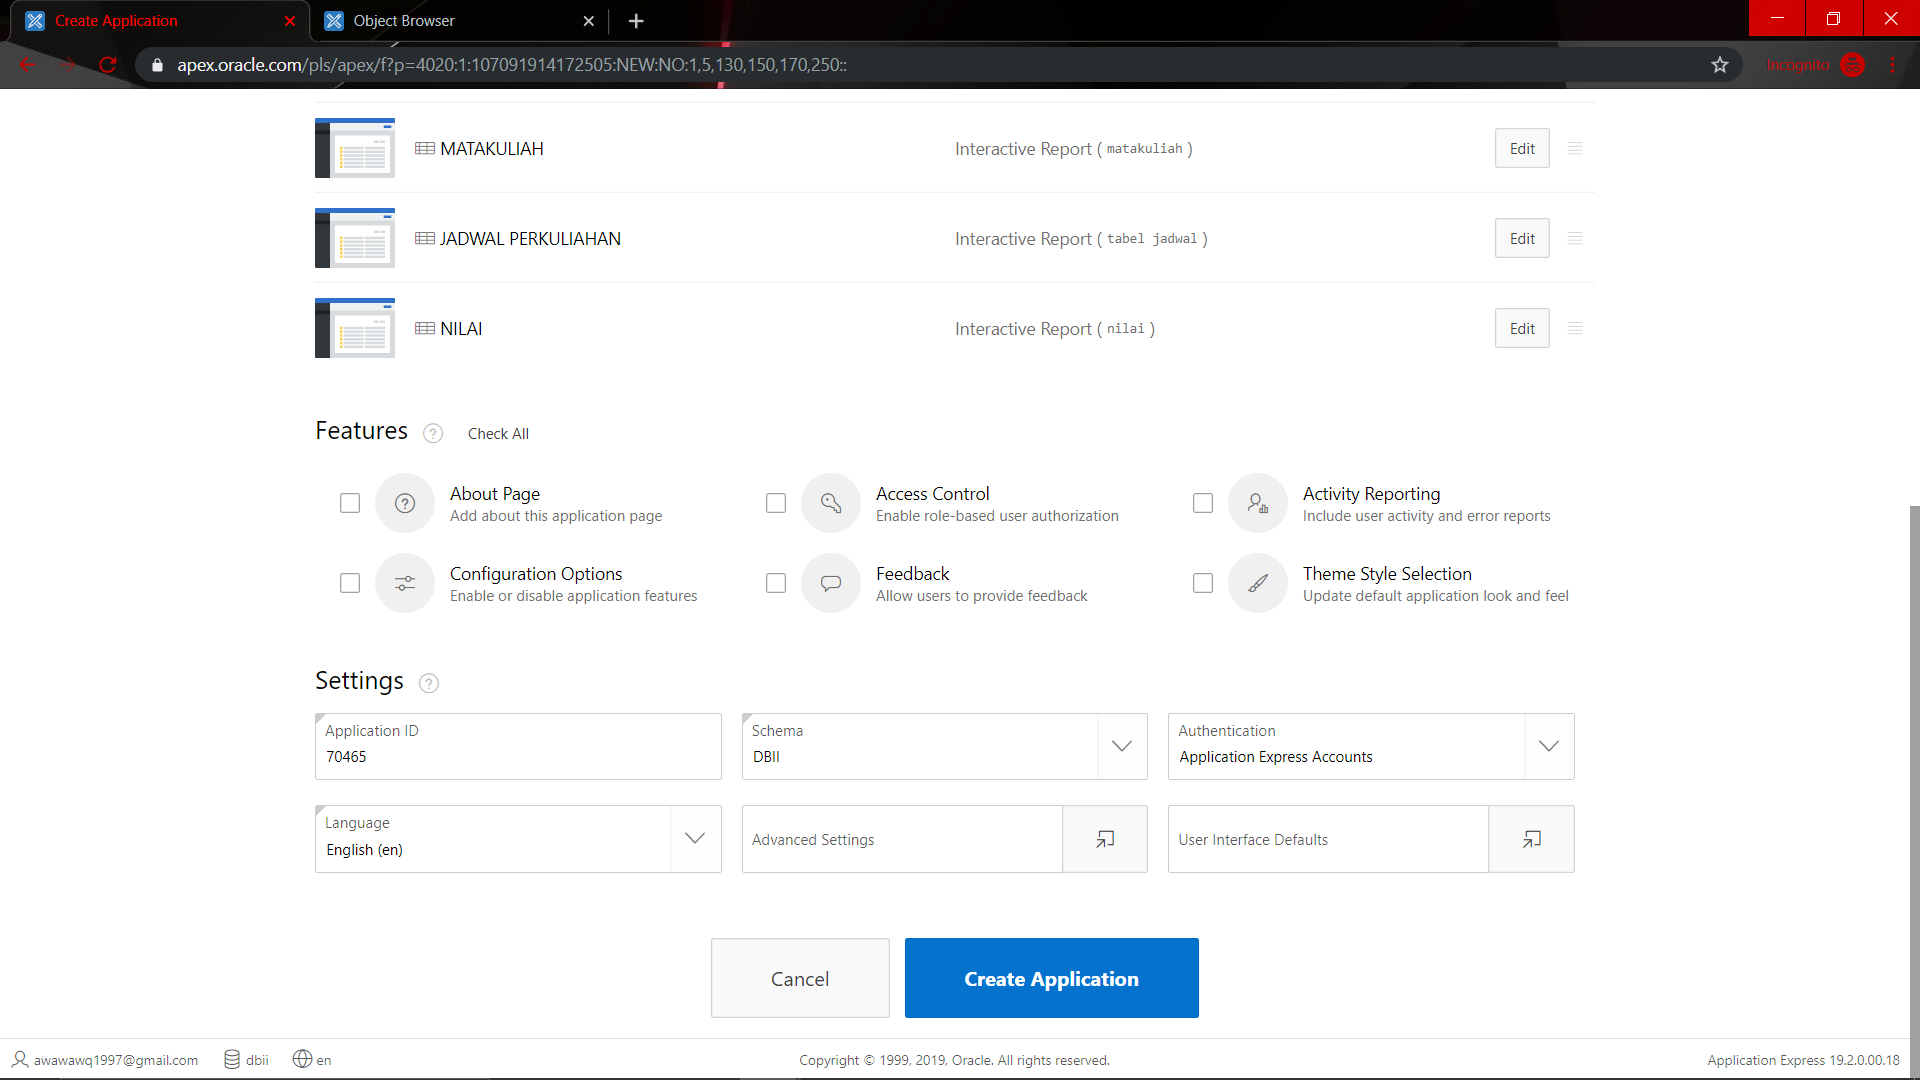 Create Application
Object Browser
apex.oracle.com/pls/apex/f?p=4020:1:107091914172505:NEW:NO:1,5,130,150,170,250::
Incognito
MATAKULIAH Interactive Report ( matakuliah ) Edit
JADWAL PERKULIAHAN Interactive Report ( tabel jadwal ) Edit
NILAI Interactive Report ( nilai ) Edit
Features ? Check All
? About Page
Add about this application page
Access Control
Enable role-based user authorization
Activity Reporting
Include user activity and error reports
Configuration Options
Enable or disable application features
Feedback
Allow users to provide feedback
Theme Style Selection
Update default application look and feel
Settings ?
Application ID
70465
Schema
DBII
Authentication
Application Express Accounts
Language
English (en)
Advanced Settings
User Interface Defaults
Cancel
Create Application
awawawq1997@gmail.com dbii en
Copyright © 1999, 2019, Oracle. All rights reserved.
Application Express 19.2.0.00.18